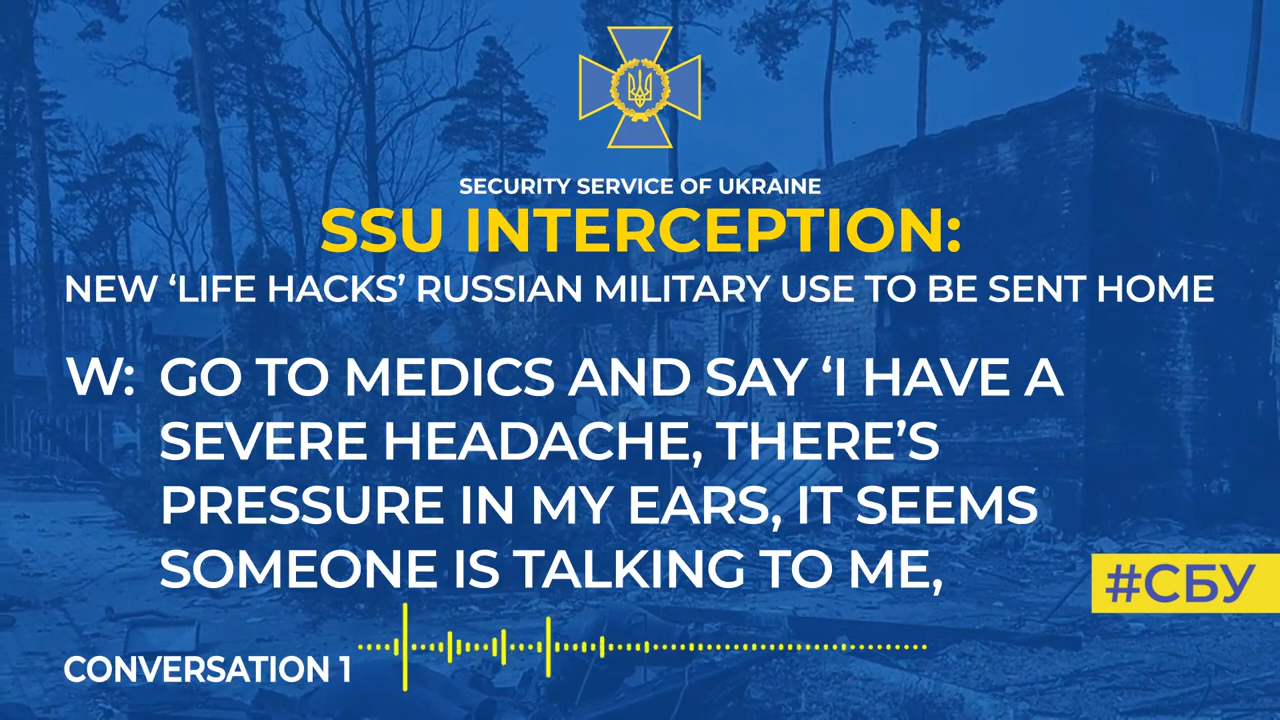 SECURITY SERVICE OF UKRAINE
SSU INTERCEPTION:
NEW ‘LIFE HACKS’ RUSSIAN MILITARY USE TO BE SENT HOME
W: GO TO MEDICS AND SAY ‘I HAVE A
SEVERE HEADACHE, THERE’S
PRESSURE IN MY EARS, IT SEEMS
SOMEONE IS TALKING TO ME,
#СБУ
CONVERSATION 1